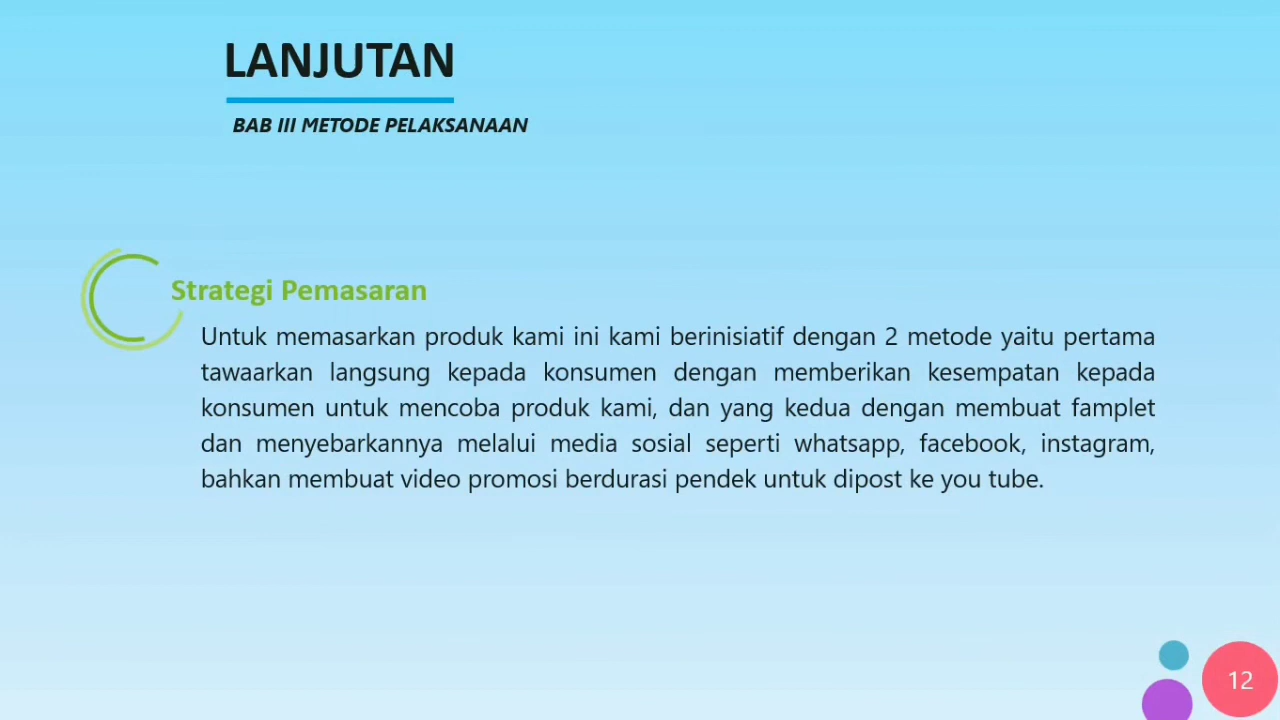 LANJUTAN
BAB III METODE PELAKSANAAN
Strategi Pemasaran
Untuk memasarkan produk kami ini kami berinisiatif dengan 2 metode yaitu pertama
tawaarkan langsung kepada konsumen dengan memberikan kesempatan kepada
konsumen untuk mencoba produk kami, dan yang kedua dengan membuat famplet
dan menyebarkannya melalui media sosial seperti whatsapp, facebook, instagram,
bahkan membuat video promosi berdurasi pendek untuk dipost ke you tube.
12